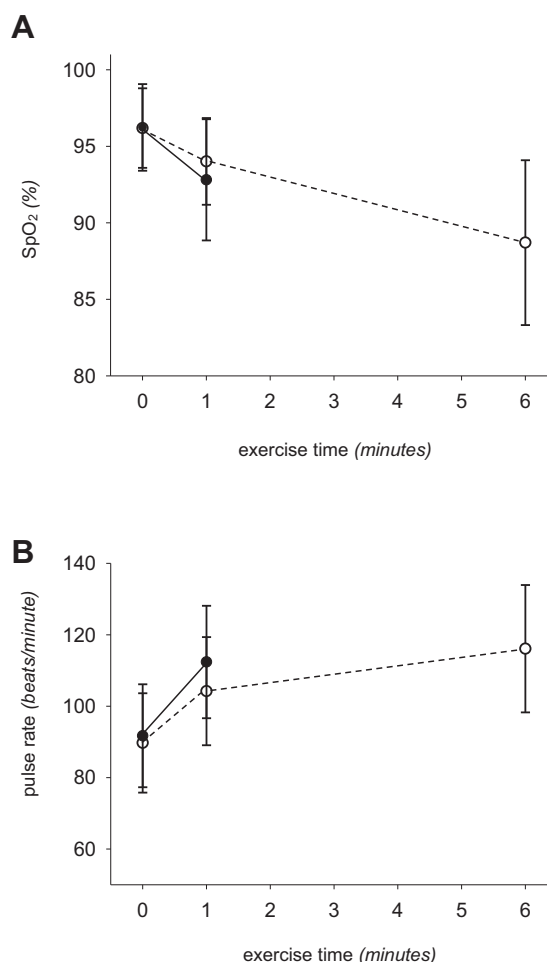 A
100
95
90
85
80
SpO₂ (%)
0 1 2 3 4 5 6
exercise time (minutes)
B
140
120
100
80
60
pulse rate (beats/minute)
0 1 2 3 4 5 6
exercise time (minutes)